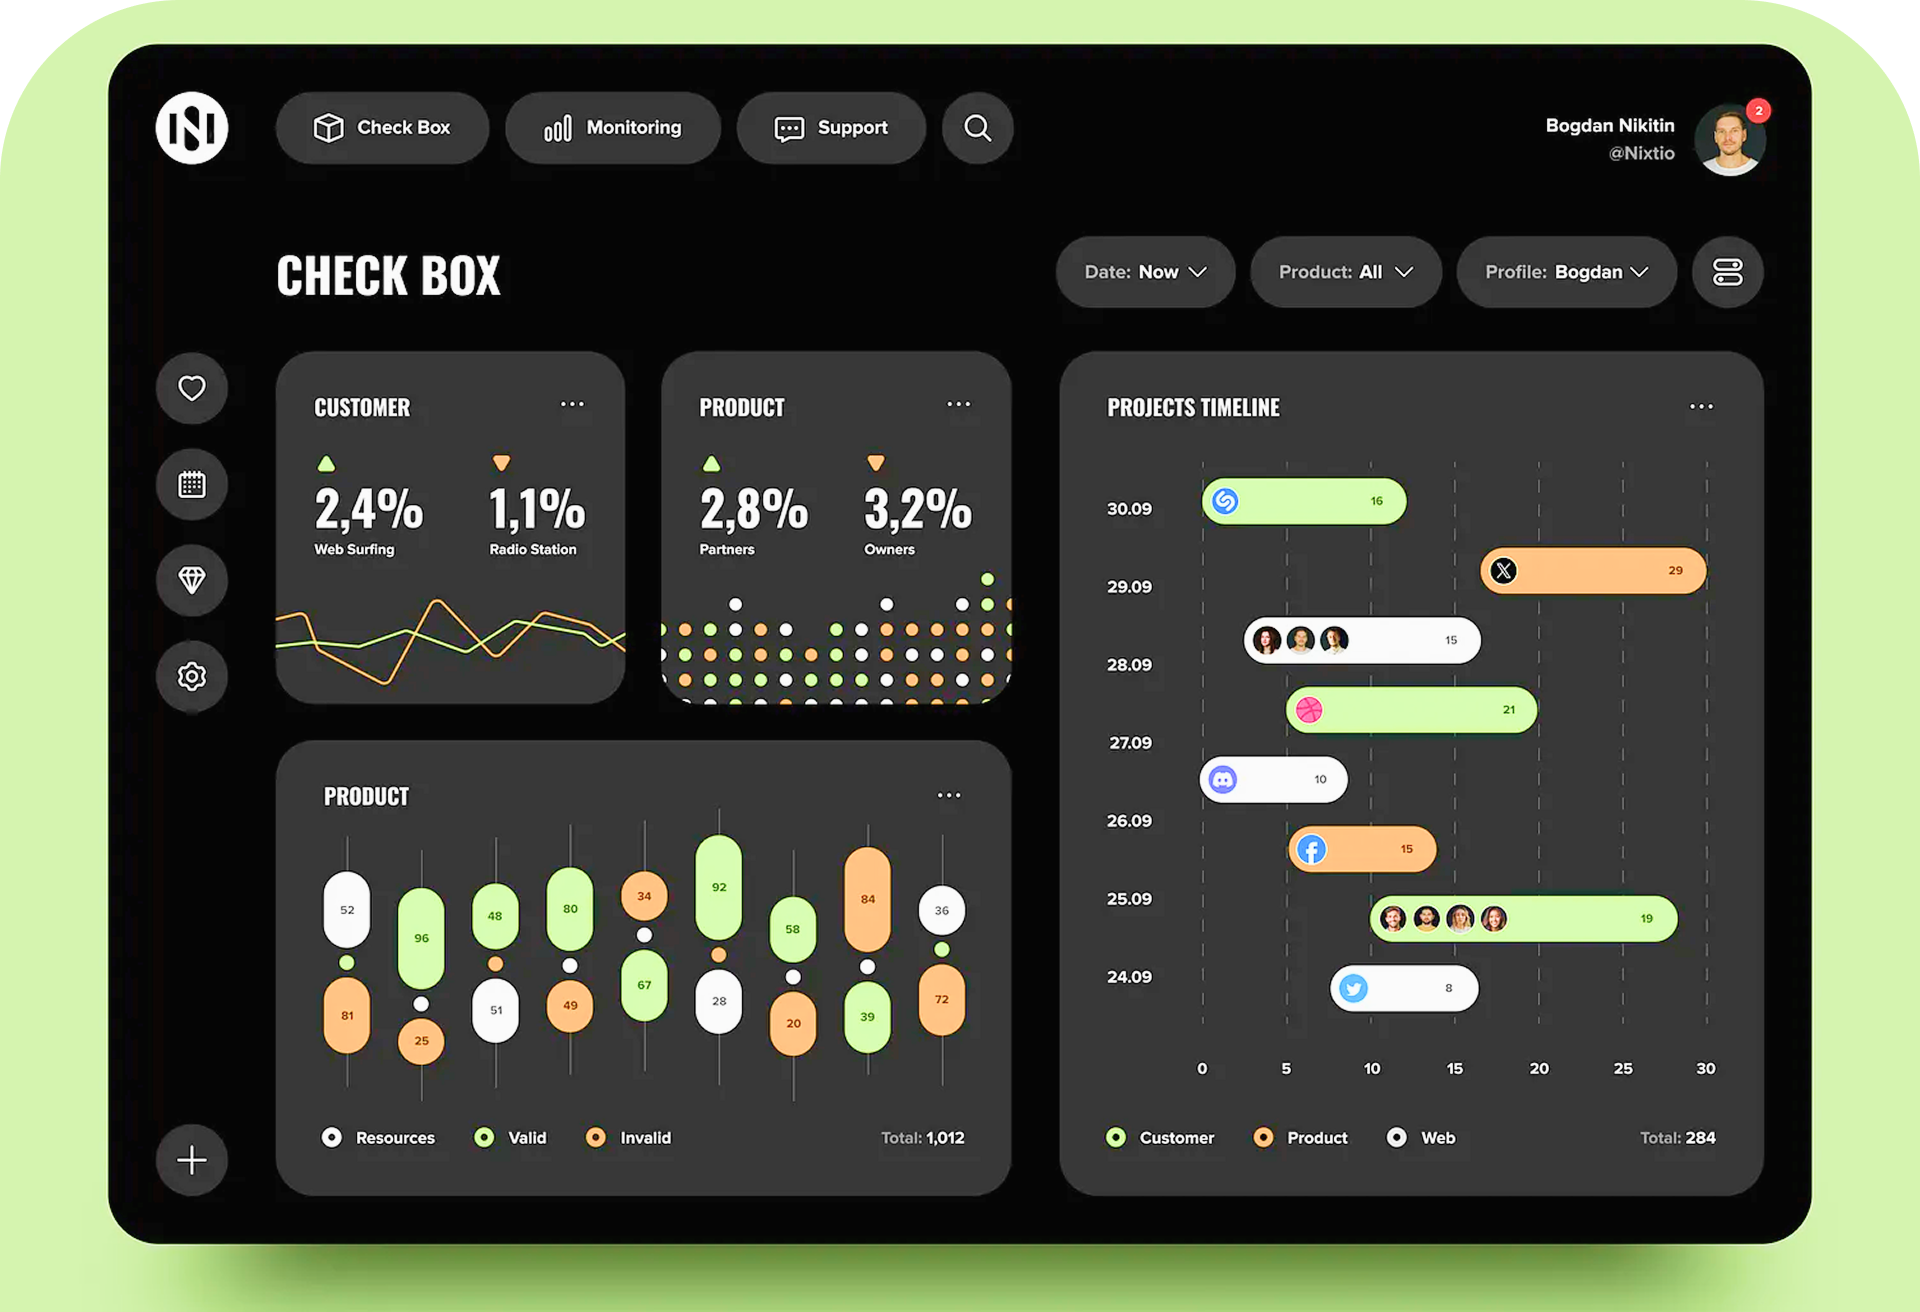 N
Check Box
Monitoring
Support
Bogdan Nikitin
@Nixtio
2
CHECK BOX
Date: Now
Product: All
Profile: Bogdan
CUSTOMER
2,4%
Web Surfing
1,1%
Radio Station
PRODUCT
2,8%
Partners
3,2%
Owners
PROJECTS TIMELINE
30.09
29.09
28.09
27.09
26.09
25.09
24.09
16
29
15
21
10
15
19
8
0 5 10 15 20 25 30
Customer Product Web Total: 284
PRODUCT
52 96 48 80 34 92 58 84 36
81 25 51 49 67 28 20 39 72
Resources Valid Invalid Total: 1,012